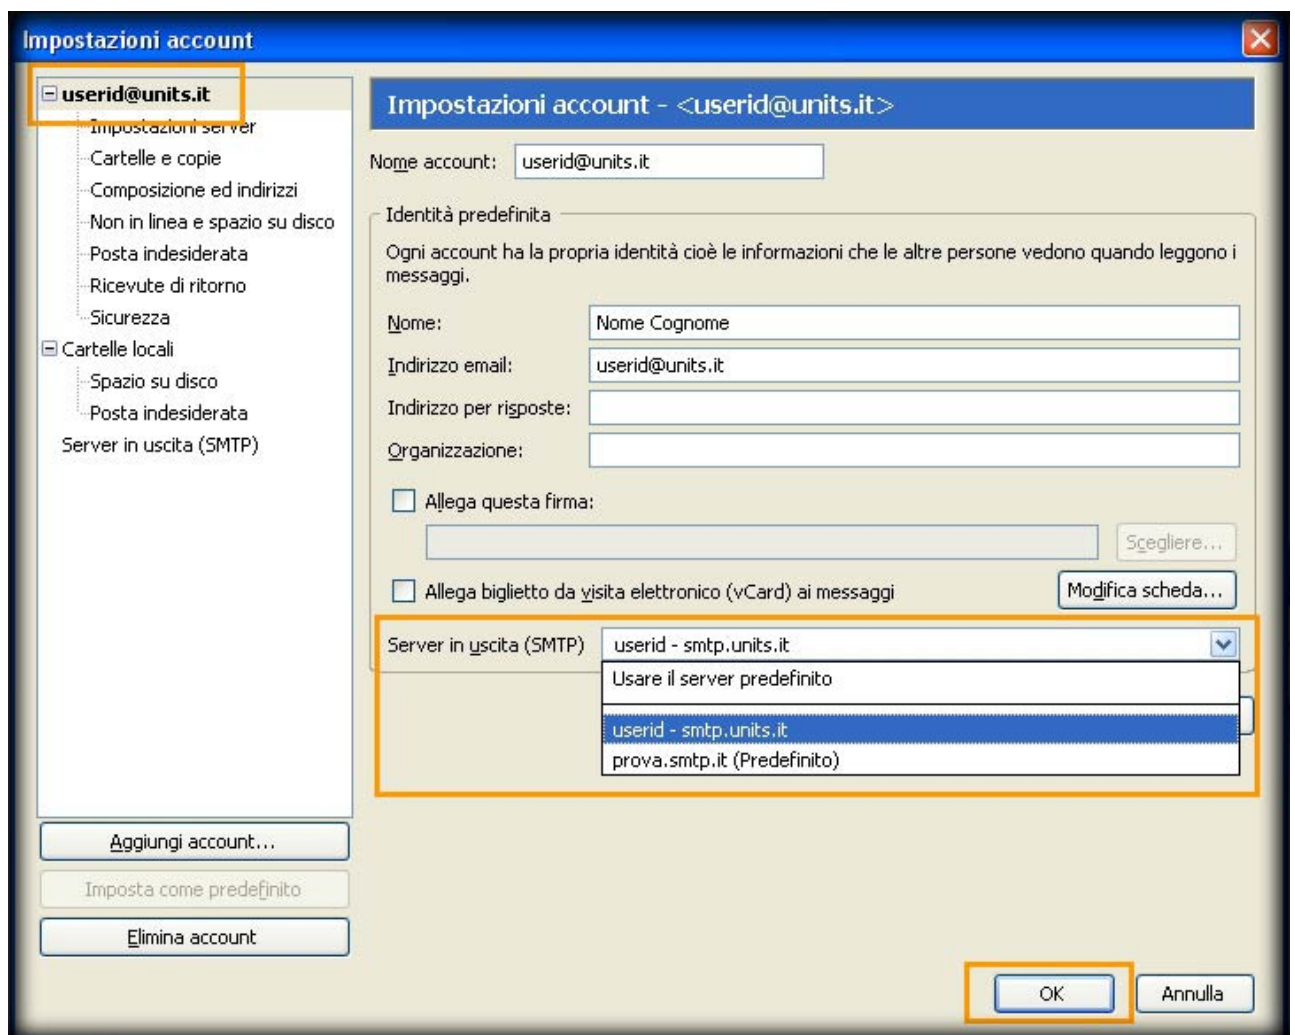 Impostazioni account
userid@units.it
Impostazioni server
Cartelle e copie
Composizione ed indirizzi
Non in linea e spazio su disco
Posta indesiderata
Ricevute di ritorno
Sicurezza
Cartelle locali
Spazio su disco
Posta indesiderata
Server in uscita (SMTP)
Aggiungi account...
Imposta come predefinito
Elimina account
Impostazioni account - <userid@units.it>
Nome account: userid@units.it
Identità predefinita
Ogni account ha la propria identità cioè le informazioni che le altre persone vedono quando leggono i
messaggi.
Nome: Nome Cognome
Indirizzo email: userid@units.it
Indirizzo per risposte:
Organizzazione:
Allega questa firma:
Scegliere...
Allega biglietto da visita elettronico (vCard) ai messaggi Modifica scheda...
Server in uscita (SMTP) userid - smtp.units.it
Usare il server predefinito
userid - smtp.units.it
prova.smtp.it (Predefinito)
OK Annulla